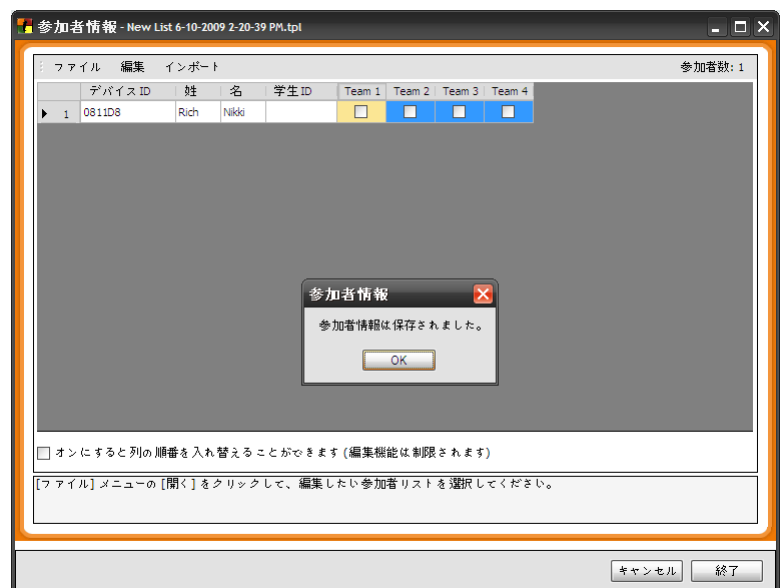 参加者情報 - New List 6-10-2009 2-20-39 PM.tpl
ファイル 編集 インポート 参加者数: 1
デバイス ID 姓 名 学生 ID Team 1 Team 2 Team 3 Team 4
1 0811D8 Rich Nikki
参加者情報
参加者情報は保存されました。
OK
オンにすると列の順番を入れ替えることができます (編集機能は制限されます)
[ファイル] メニューの [開く] をクリックして、編集したい参加者リストを選択してください。
キャンセル 終了